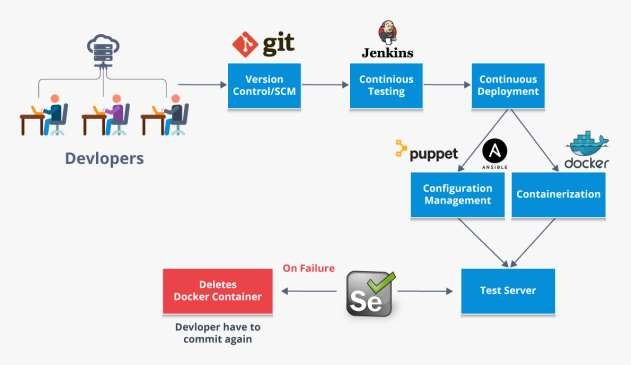 git
Jenkins
Version
Control/SCM
Continious
Testing
Continuous
Deployment
Devlopers
puppet
ANSIBLE
docker
Configuration
Management
Containerization
On Failure
Deletes
Docker Container
Se
Test Server
Devloper have to
commit again